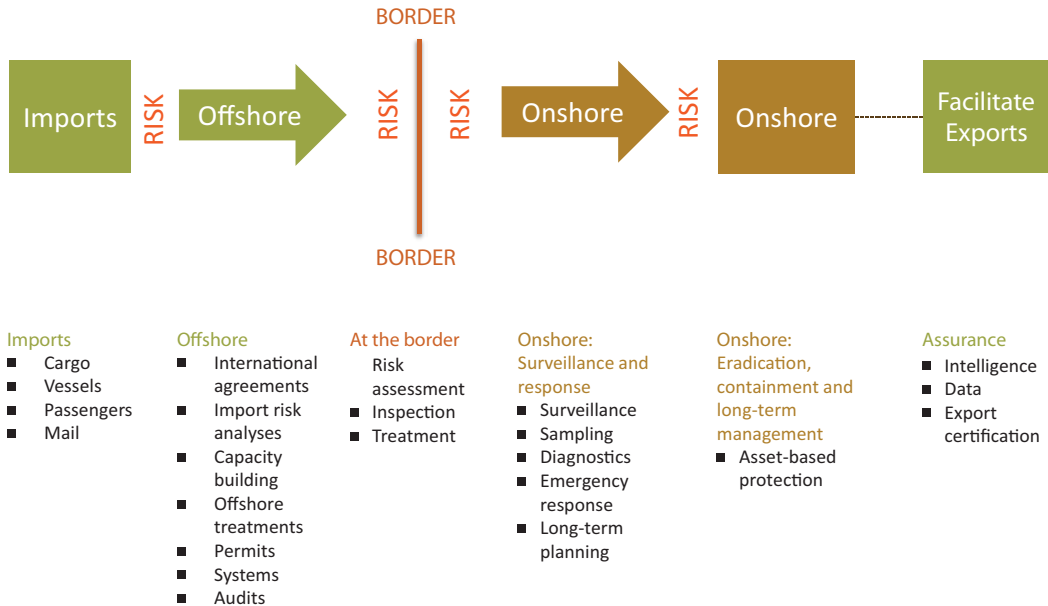 BORDER
Imports
RISK
Offshore
RISK
RISK
Onshore
RISK
Onshore
Facilitate
Exports
BORDER
Imports
■ Cargo
■ Vessels
■ Passengers
■ Mail
Offshore
■ International
agreements
■ Import risk
analyses
■ Capacity
building
■ Offshore
treatments
■ Permits
■ Systems
■ Audits
At the border
Risk
assessment
■ Inspection
■ Treatment
Onshore:
Surveillance and
response
■ Surveillance
■ Sampling
■ Diagnostics
■ Emergency
response
■ Long-term
planning
Onshore:
Eradication,
containment and
long-term
management
■ Asset-based
protection
Assurance
■ Intelligence
■ Data
■ Export
certification